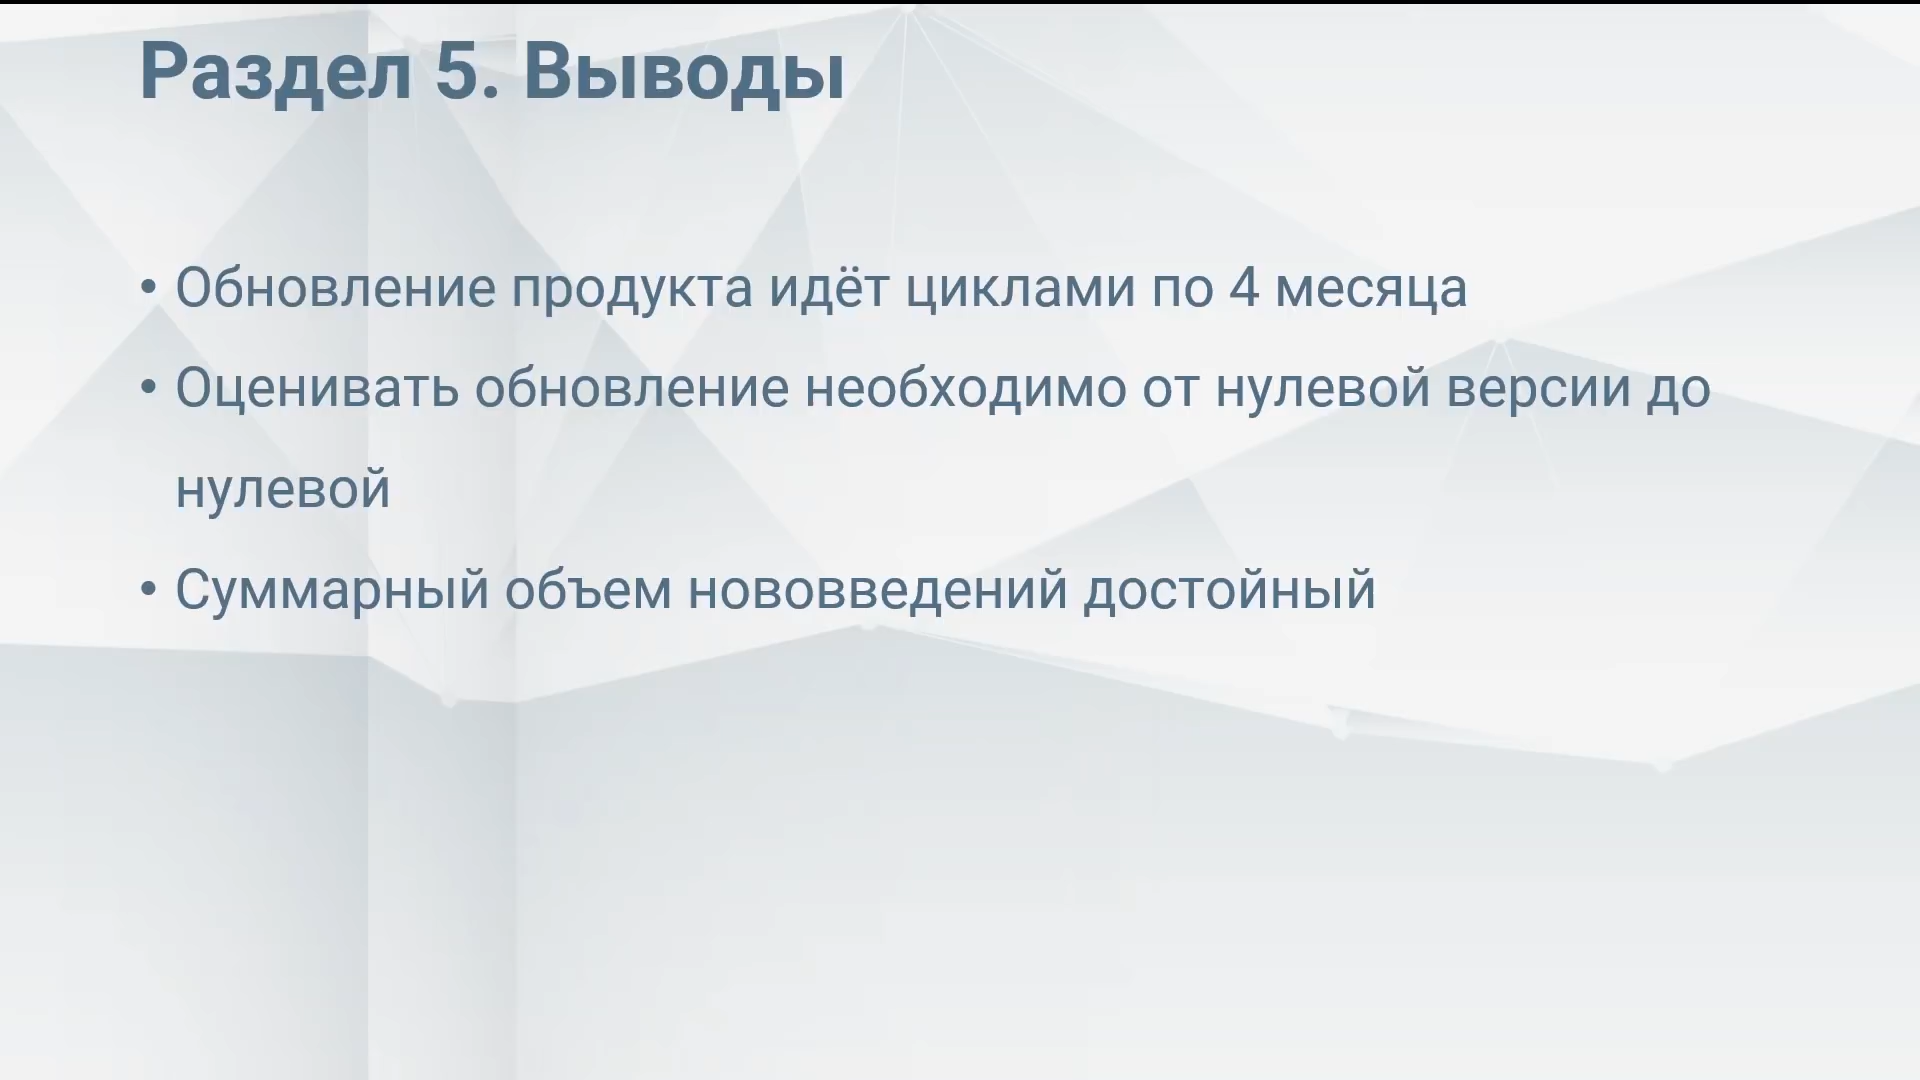 Раздел 5. Выводы
• Обновление продукта идёт циклами по 4 месяца
• Оценивать обновление необходимо от нулевой версии до
нулевой
• Суммарный объем нововведений достойный